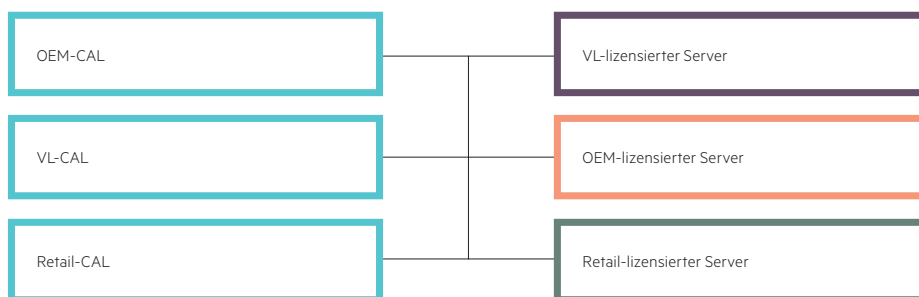 OEM-CAL
VL-lizensierter Server
VL-CAL
OEM-lizensierter Server
Retail-CAL
Retail-lizensierter Server